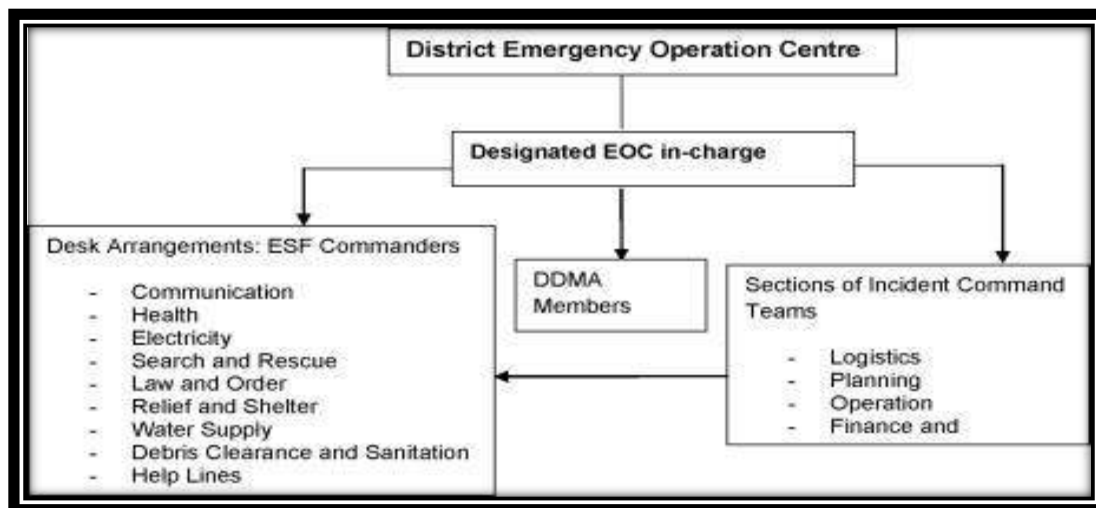 District Emergency Operation Centre
Designated EOC in-charge
Desk Arrangements: ESF Commanders
- Communication
- Health
- Electricity
- Search and Rescue
- Law and Order
- Relief and Shelter
- Water Supply
- Debris Clearance and Sanitation
- Help Lines
DDMA
Members
Sections of Incident Command
Teams
- Logistics
- Planning
- Operation
- Finance and